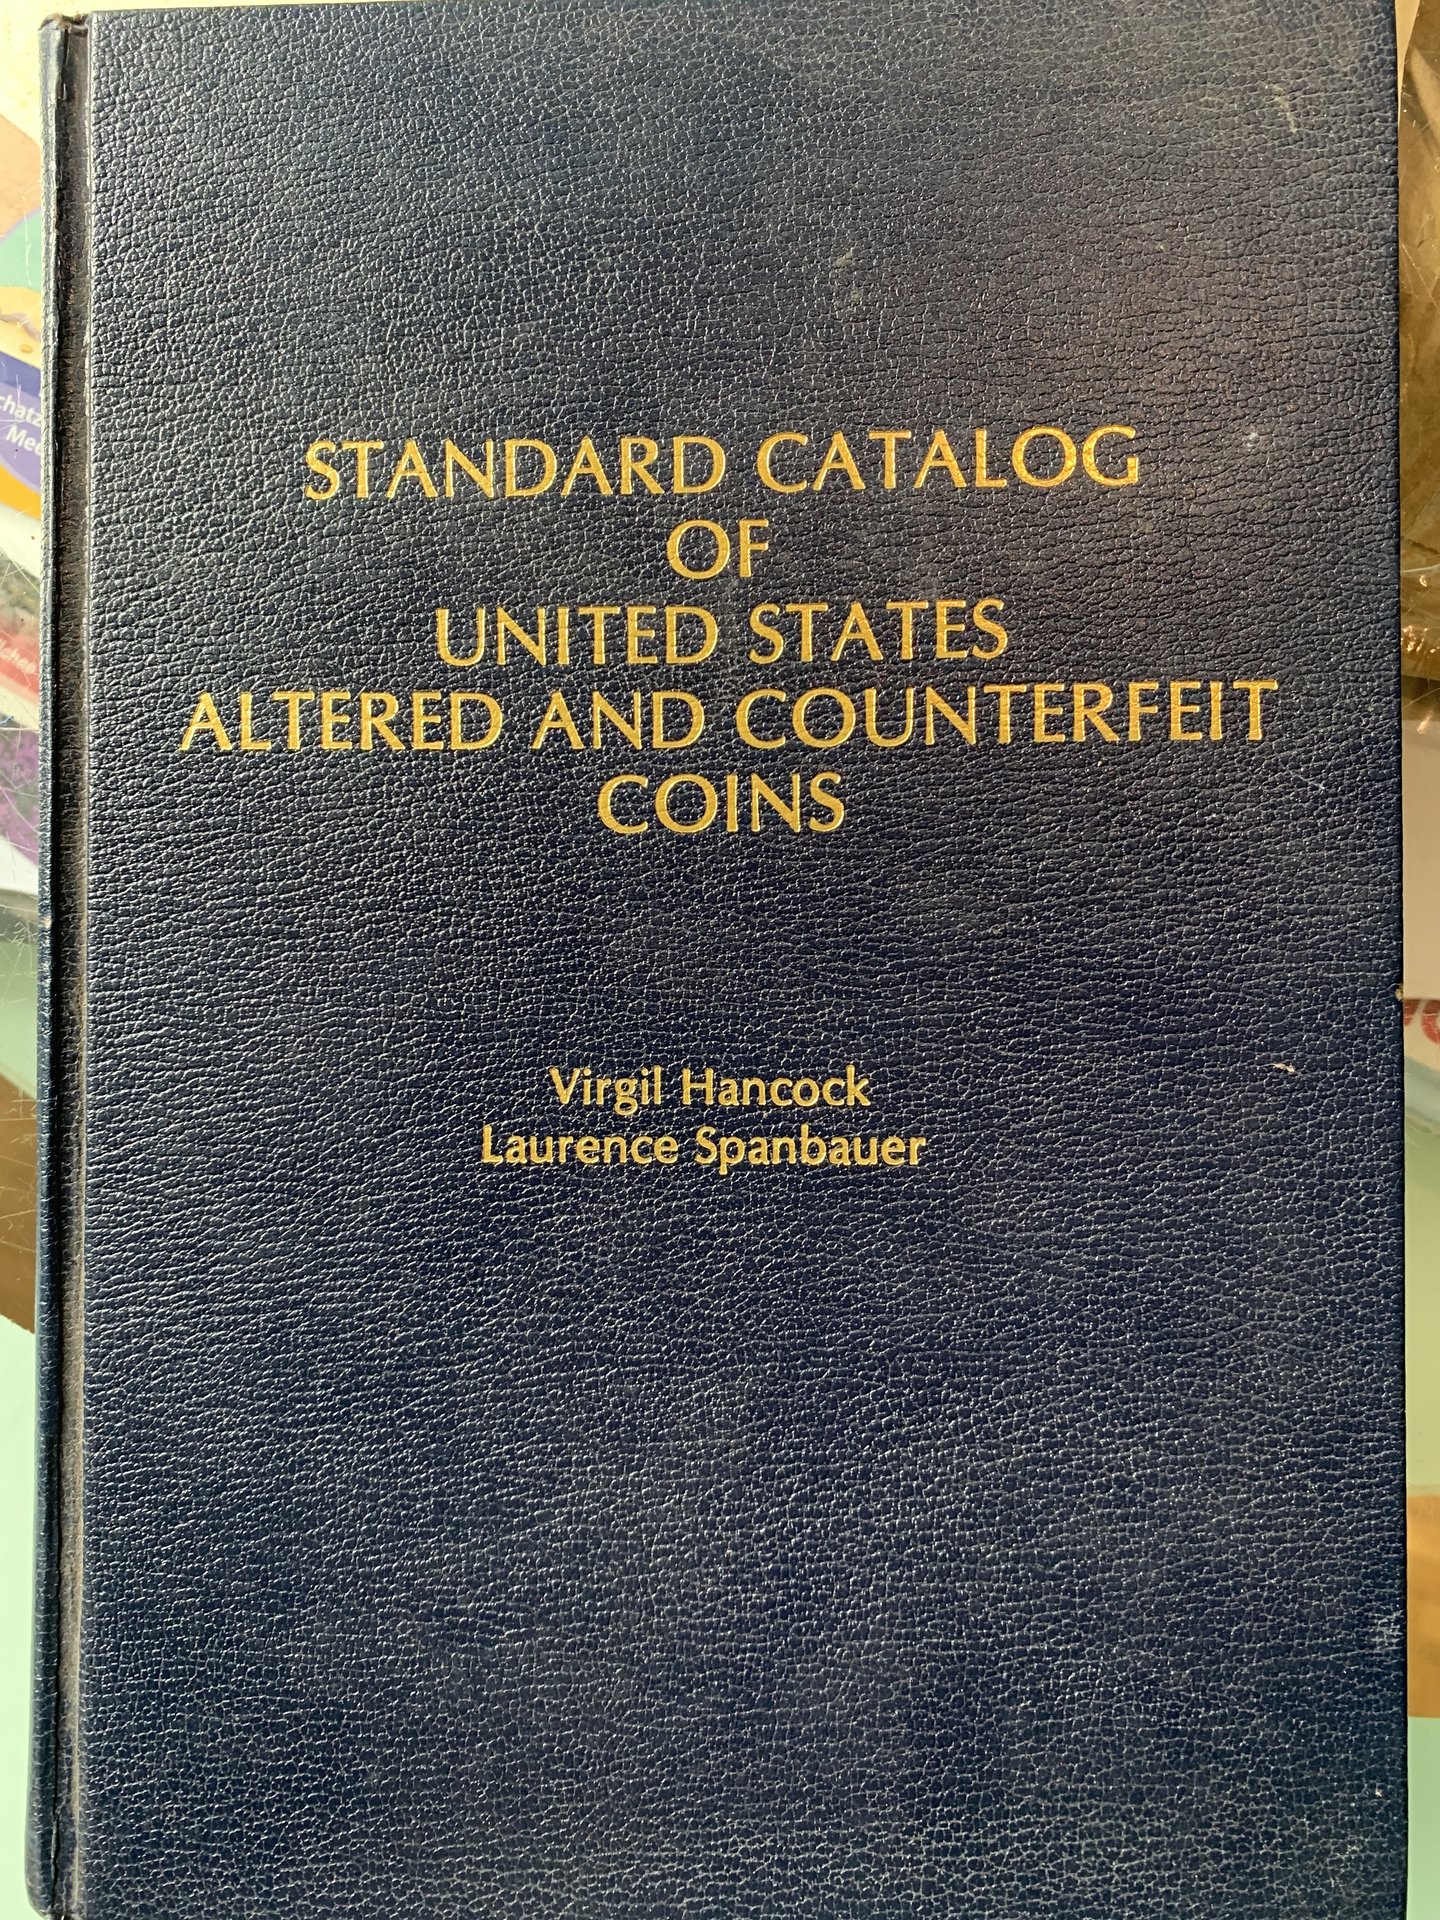 STANDARD CATALOG
OF
UNITED STATES
ALTERED AND COUNTERFEIT
COINS
Virgil Hancock
Laurence Spanbauer